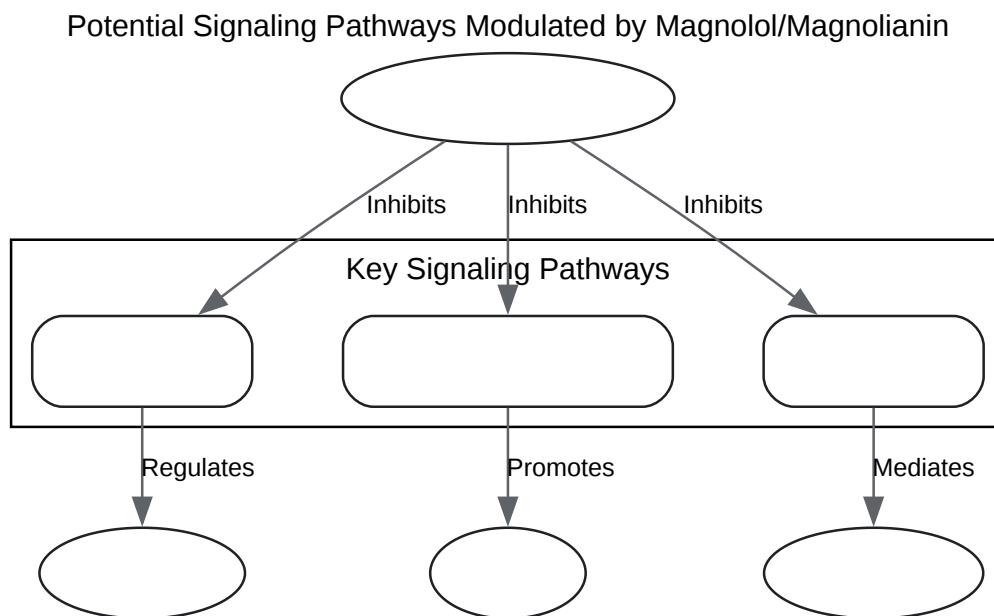 Potential Signaling Pathways Modulated by Magnolol/Magnolianin
Inhibits
Inhibits
Inhibits
Key Signaling Pathways
Regulates
Promotes
Mediates